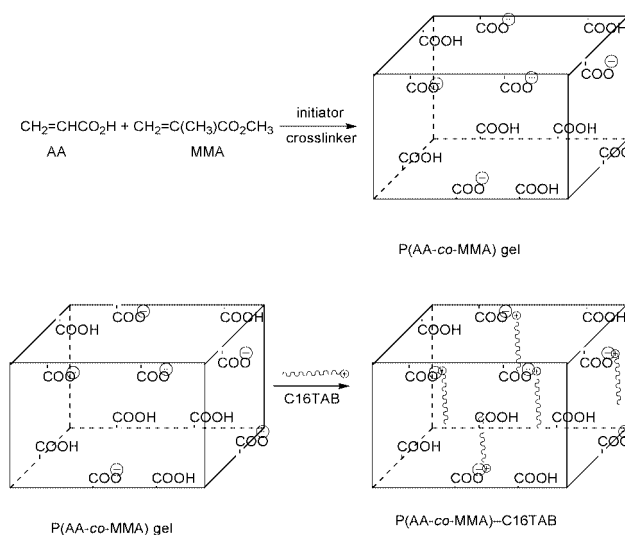 COOH COO⊖ COOH
COO⊖
COO⊖ COO⊖
CH₂=CHCO₂H + CH₂=C(CH₃)CO₂CH₃
AA MMA
initiator
crosslinker
COOH COOH
COOH COO
COO⊖ COOH
P(AA-co-MMA) gel
COOH COO⊖ COOH
COO⊖
COO⊖ COO⊖
COOH COOH
COOH COO⊖
COO⊖ COOH
P(AA-co-MMA) gel
⊕
C16TAB
COOH COO⊖⊕ COOH
COO⊖⊕
COO⊖⊕ COO⊖⊕
COOH COOH
COOH COO⊖
COO⊖⊕ COOH
P(AA-co-MMA)--C16TAB